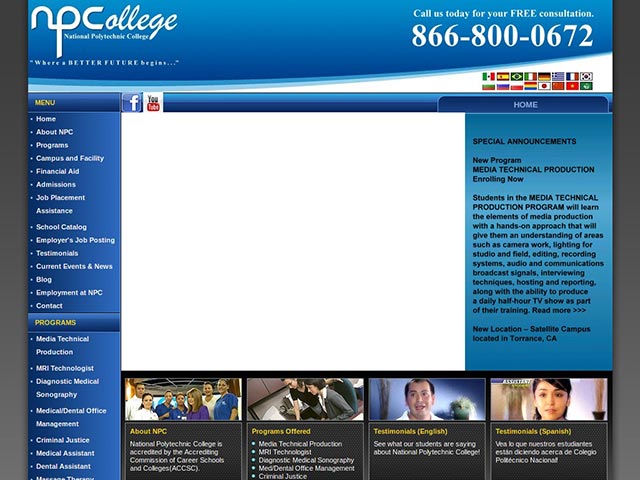 npCollege
National Polytechnic College
"Where a BETTER FUTURE begins..."
Call us today for your FREE consultation.
866-800-0672
MENU
Home
About NPC
Programs
Campus and Facility
Financial Aid
Admissions
Job Placement
Assistance
School Catalog
Employer's Job Posting
Testimonials
Current Events & News
Blog
Employment at NPC
Contact
PROGRAMS
Media Technical
Production
MRI Technologist
Diagnostic Medical
Sonography
Medical/Dental Office
Management
Criminal Justice
Medical Assistant
Dental Assistant
Massage Therapy
f
You
Tube
HOME
SPECIAL ANNOUNCEMENTS
New Program
MEDIA TECHNICAL PRODUCTION
Enrolling Now
Students in the MEDIA TECHNICAL
PRODUCTION PROGRAM will learn
the elements of media production
with a hands-on approach that will
give them an understanding of areas
such as camera work, lighting for
studio and field, editing, recording
systems, audio and communications
broadcast signals, interviewing
techniques, hosting and reporting,
along with the ability to produce
a daily half-hour TV show as part
of their training. Read more >>>
New Location – Satellite Campus
located in Torrance, CA
About NPC
National Polytechnic College is
accredited by the Accrediting
Commission of Career Schools
and Colleges(ACCSC).
Programs Offered
Media Technical Production
MRI Technologist
Diagnostic Medical Sonography
Med/Dental Office Management
Criminal Justice
Testimonials (English)
See what our students are saying
about National Polytechnic College!
ASSISTANT
Testimonials (Spanish)
Vea lo que nuestros estudiantes
están diciendo acerca de Colegio
Politécnico Nacional!